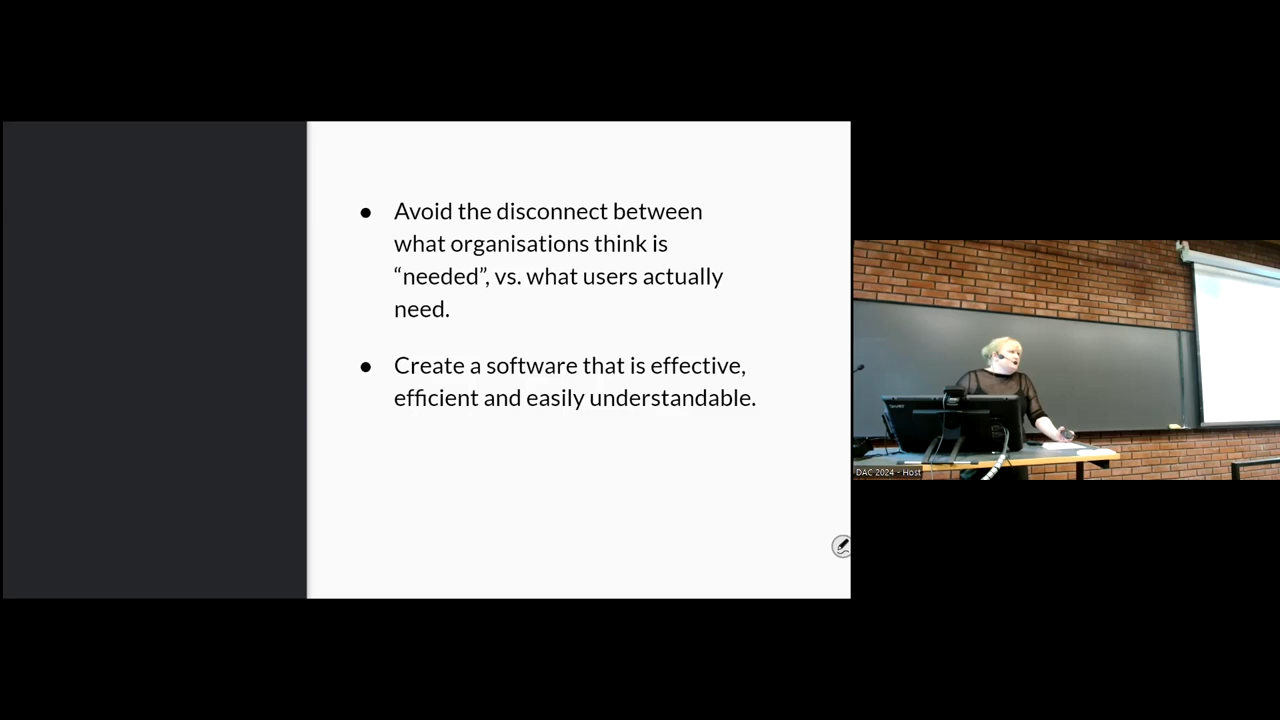 ● Avoid the disconnect between
what organisations think is
“needed”, vs. what users actually
need.
● Create a software that is effective,
efficient and easily understandable.
DAC 2024 - Host